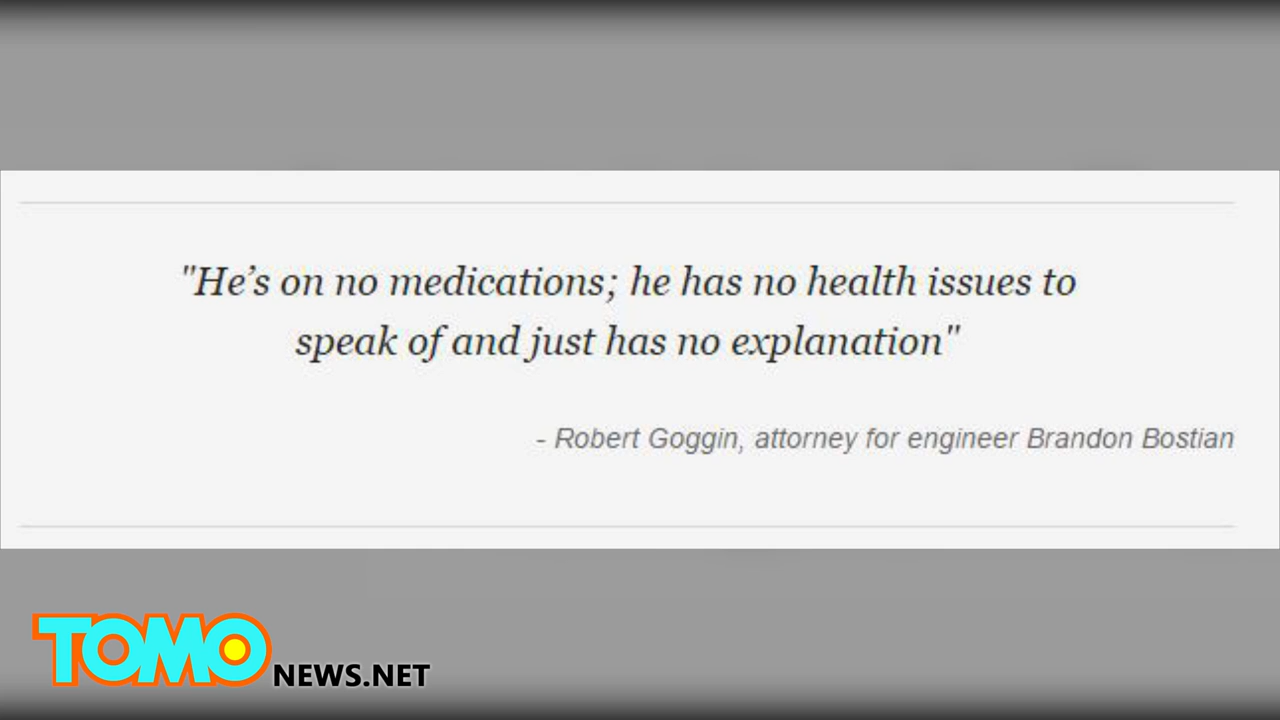 "He’s on no medications; he has no health issues to
speak of and just has no explanation"
- Robert Goggin, attorney for engineer Brandon Bostian
TOMO NEWS.NET